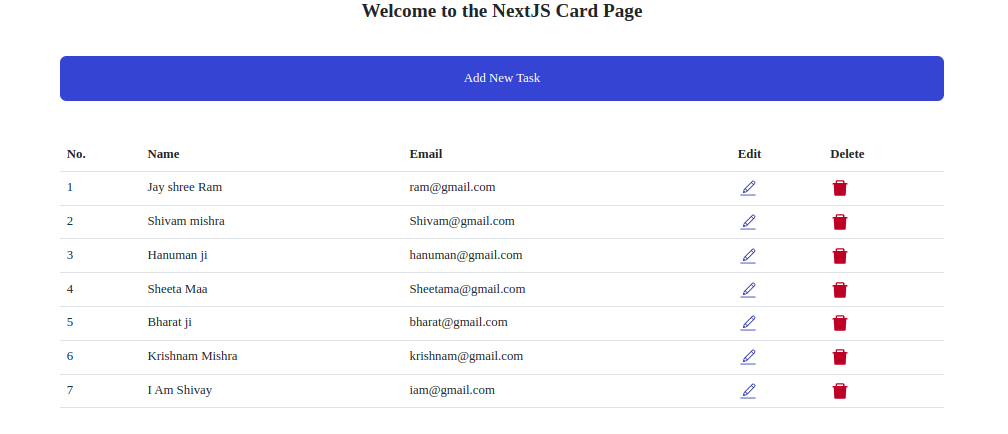 Welcome to the NextJS Card Page
Add New Task
No. Name Email Edit Delete
1 Jay shree Ram ram@gmail.com
2 Shivam mishra Shivam@gmail.com
3 Hanuman ji hanuman@gmail.com
4 Sheeta Maa Sheetama@gmail.com
5 Bharat ji bharat@gmail.com
6 Krishnam Mishra krishnam@gmail.com
7 I Am Shivay iam@gmail.com